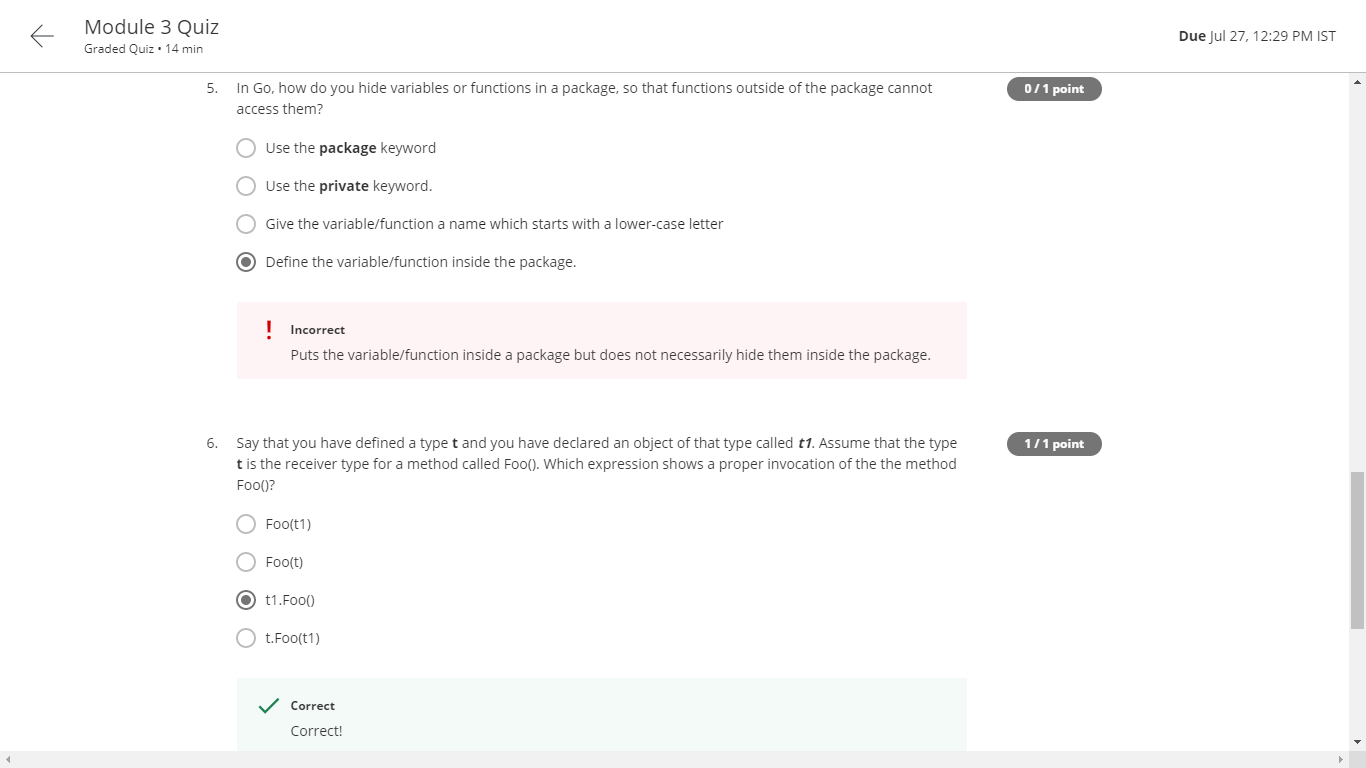 Module 3 Quiz
Graded Quiz • 14 min
Due Jul 27, 12:29 PM IST
5. In Go, how do you hide variables or functions in a package, so that functions outside of the package cannot
access them?
0 / 1 point
Use the package keyword
Use the private keyword.
Give the variable/function a name which starts with a lower-case letter
Define the variable/function inside the package.
! Incorrect
Puts the variable/function inside a package but does not necessarily hide them inside the package.
6. Say that you have defined a type t and you have declared an object of that type called t1. Assume that the type
t is the receiver type for a method called Foo(). Which expression shows a proper invocation of the the method
Foo()?
1 / 1 point
Foo(t1)
Foo(t)
t1.Foo()
t.Foo(t1)
Correct
Correct!